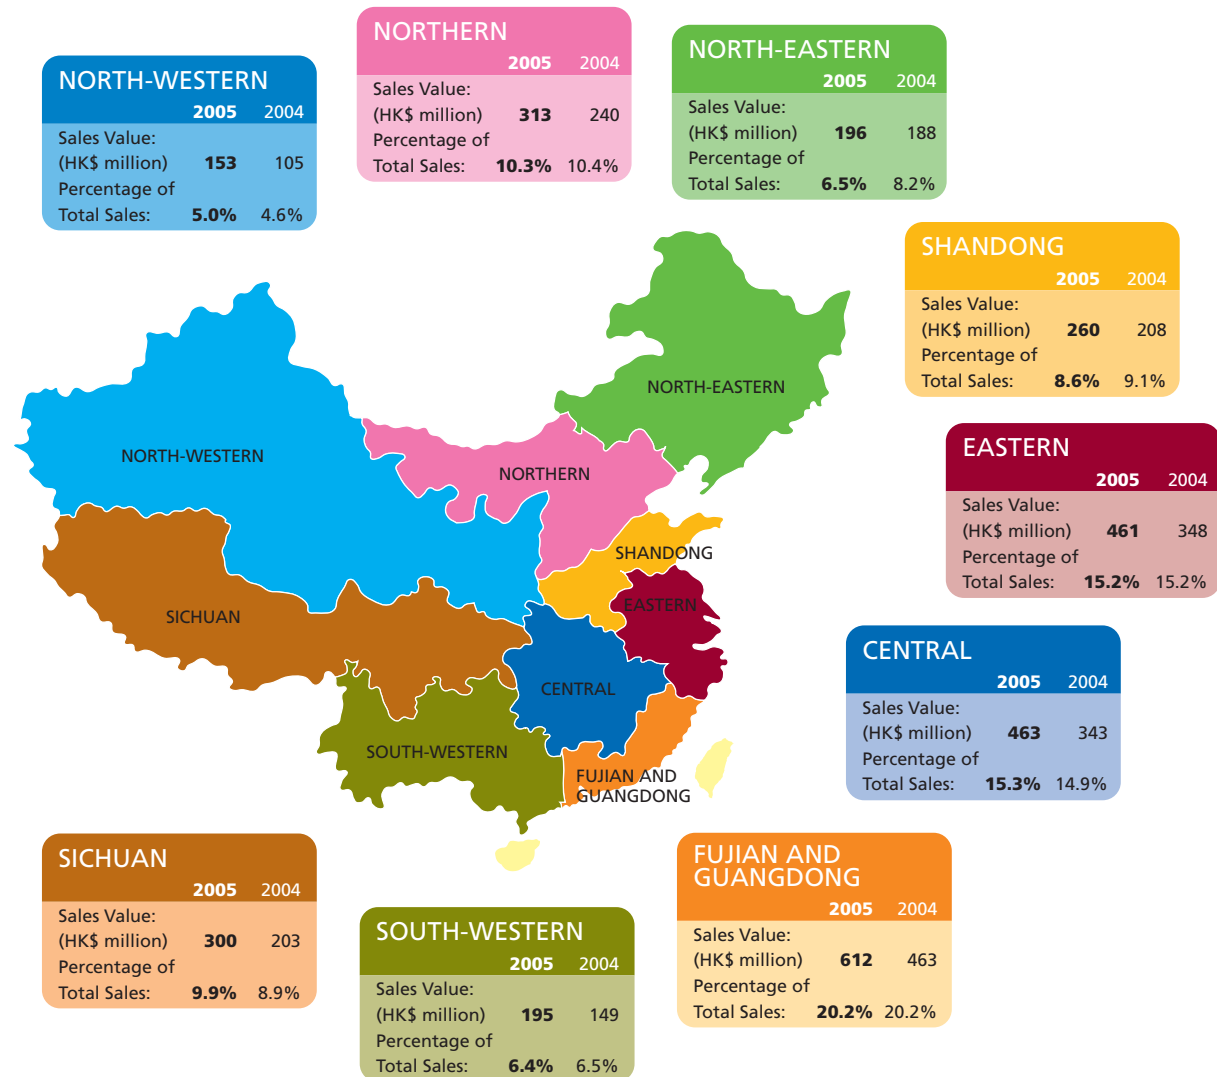 NORTHERN
2005 2004
Sales Value:
(HK$ million) 313 240
Percentage of
Total Sales: 10.3% 10.4%
NORTH-EASTERN
2005 2004
Sales Value:
(HK$ million) 196 188
Percentage of
Total Sales: 6.5% 8.2%
NORTH-WESTERN
2005 2004
Sales Value:
(HK$ million) 153 105
Percentage of
Total Sales: 5.0% 4.6%
SHANDONG
2005 2004
Sales Value:
(HK$ million) 260 208
Percentage of
Total Sales: 8.6% 9.1%
EASTERN
2005 2004
Sales Value:
(HK$ million) 461 348
Percentage of
Total Sales: 15.2% 15.2%
NORTH-EASTERN
NORTH-WESTERN
NORTHERN
SHANDONG
EASTERN
SICHUAN
CENTRAL
SOUTH-WESTERN
FUJIAN AND
GUANGDONG
CENTRAL
2005 2004
Sales Value:
(HK$ million) 463 343
Percentage of
Total Sales: 15.3% 14.9%
SICHUAN
2005 2004
Sales Value:
(HK$ million) 300 203
Percentage of
Total Sales: 9.9% 8.9%
SOUTH-WESTERN
2005 2004
Sales Value:
(HK$ million) 195 149
Percentage of
Total Sales: 6.4% 6.5%
FUJIAN AND
GUANGDONG
2005 2004
Sales Value:
(HK$ million) 612 463
Percentage of
Total Sales: 20.2% 20.2%